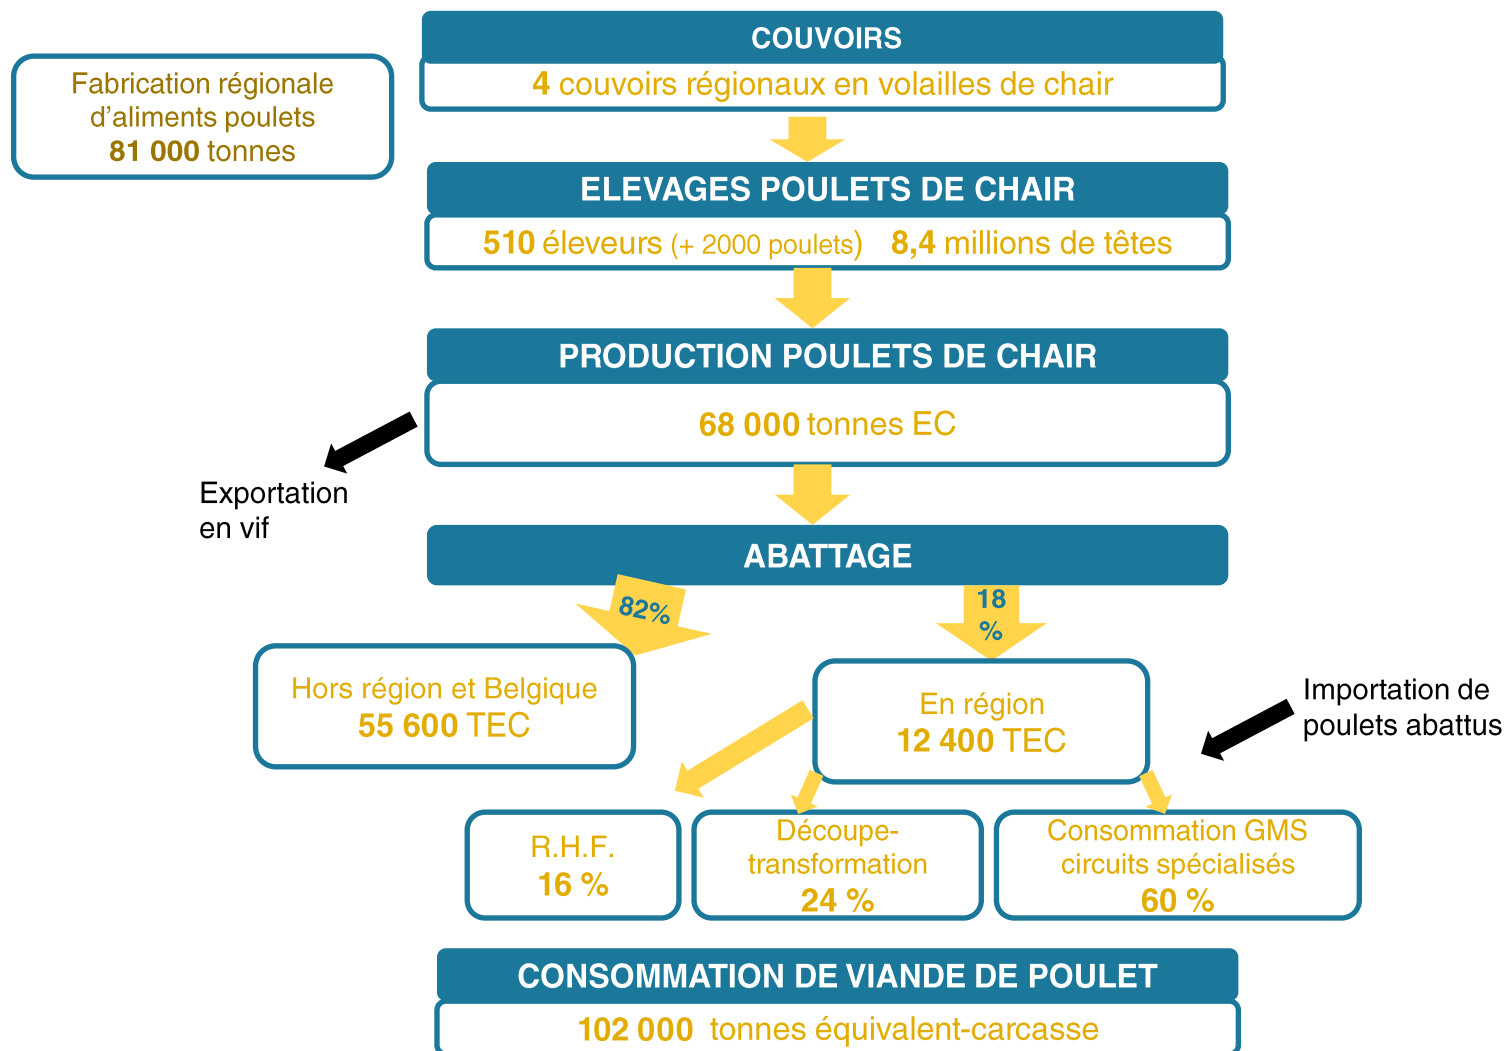 COUVOIRS
4 couvoirs régionaux en volailles de chair
Fabrication régionale
d'aliments poulets
81 000 tonnes
ELEVAGES POULETS DE CHAIR
510 éleveurs (+ 2000 poulets) 8,4 millions de têtes
PRODUCTION POULETS DE CHAIR
68 000 tonnes EC
Exportation
en vif
ABATTAGE
82%
18
%
Hors région et Belgique
55 600 TEC
En région
12 400 TEC
Importation de
poulets abattus
R.H.F.
16 %
Découpe-
transformation
24 %
Consommation GMS
circuits spécialisés
60 %
CONSOMMATION DE VIANDE DE POULET
102 000 tonnes équivalent-carcasse